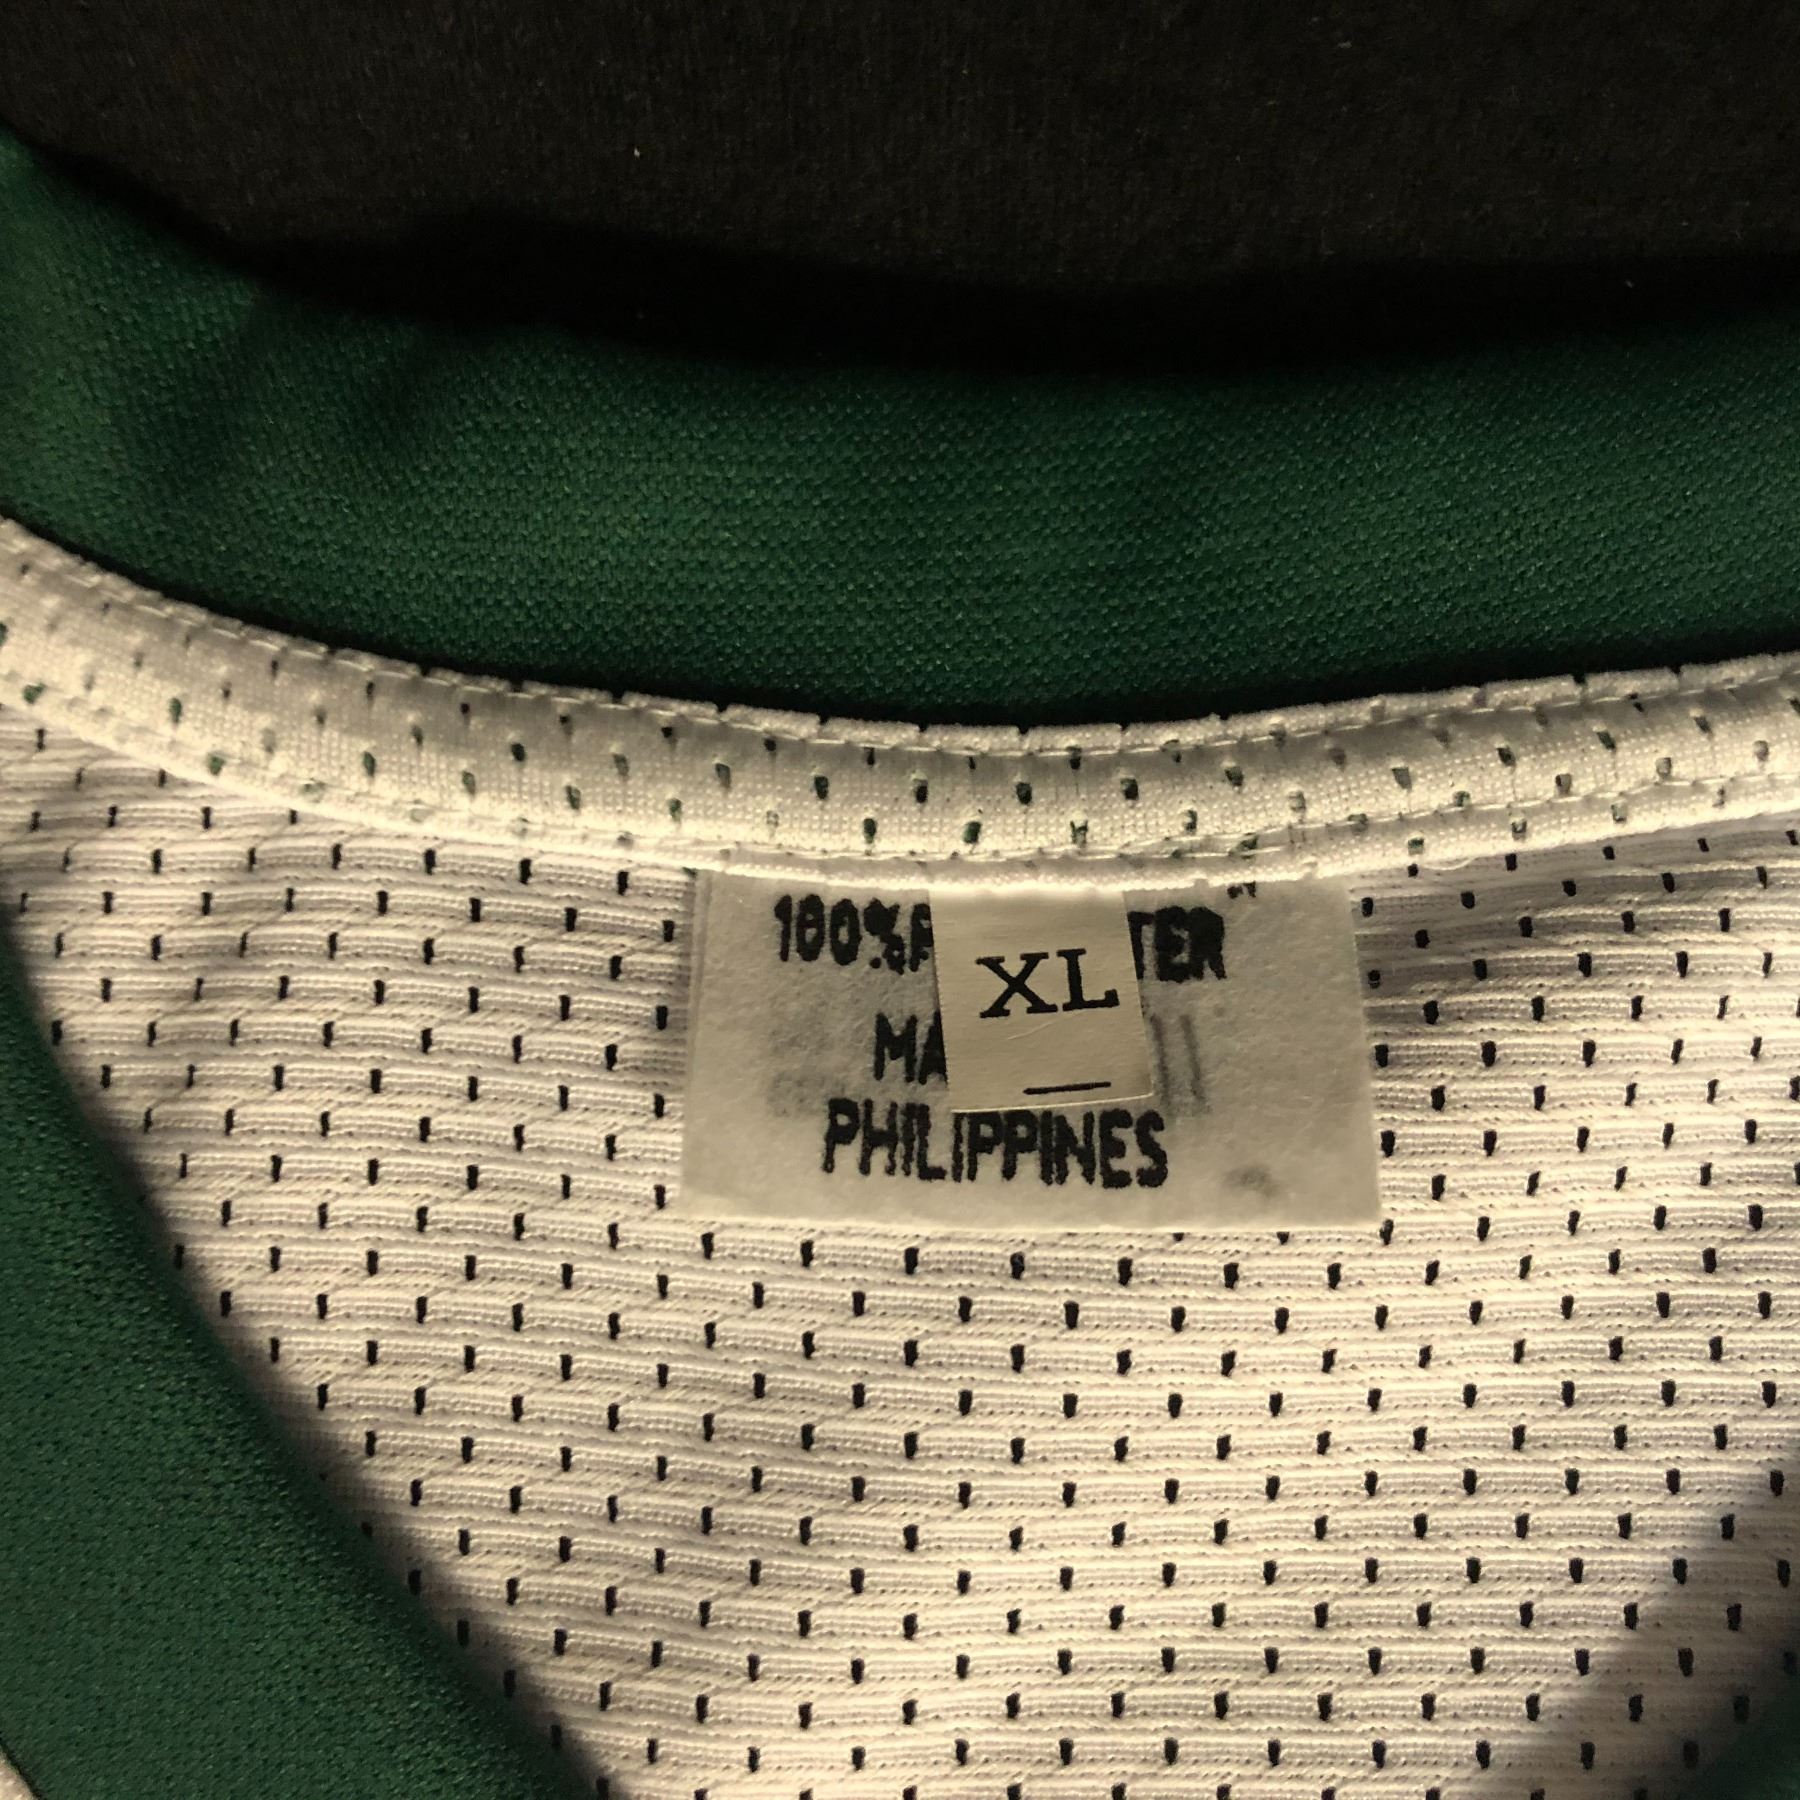 100%P
TER
XL
MA
PHILIPPINES